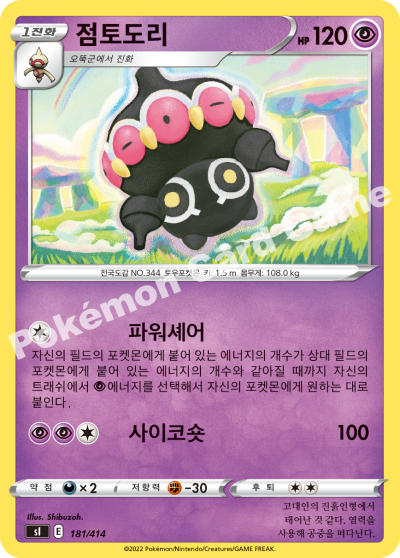 1진화
점토도리
HP 120
오뚝군에서 진화
전국도감 NO.344 토우포켓몬 키: 1.5 m 몸무게: 108.0 kg
파워셰어
자신의 필드의 포켓몬에게 붙어 있는 에너지의 개수가 상대 필드의
포켓몬에게 붙어 있는 에너지의 개수와 같아질 때까지 자신의
트래쉬에서 에너지를 선택해서 자신의 포켓몬에게 원하는 대로
붙인다.
사이코숏 100
약점 ×2 저항력 -30 후퇴
Illus. Shibuzoh.
sI E 181/414
고대인의 진흙인형에서
태어난 것 같다. 염력을
사용해 공중을 떠다닌다.
©2022 Pokémon/Nintendo/Creatures/GAME FREAK.
Pokémon Card Game